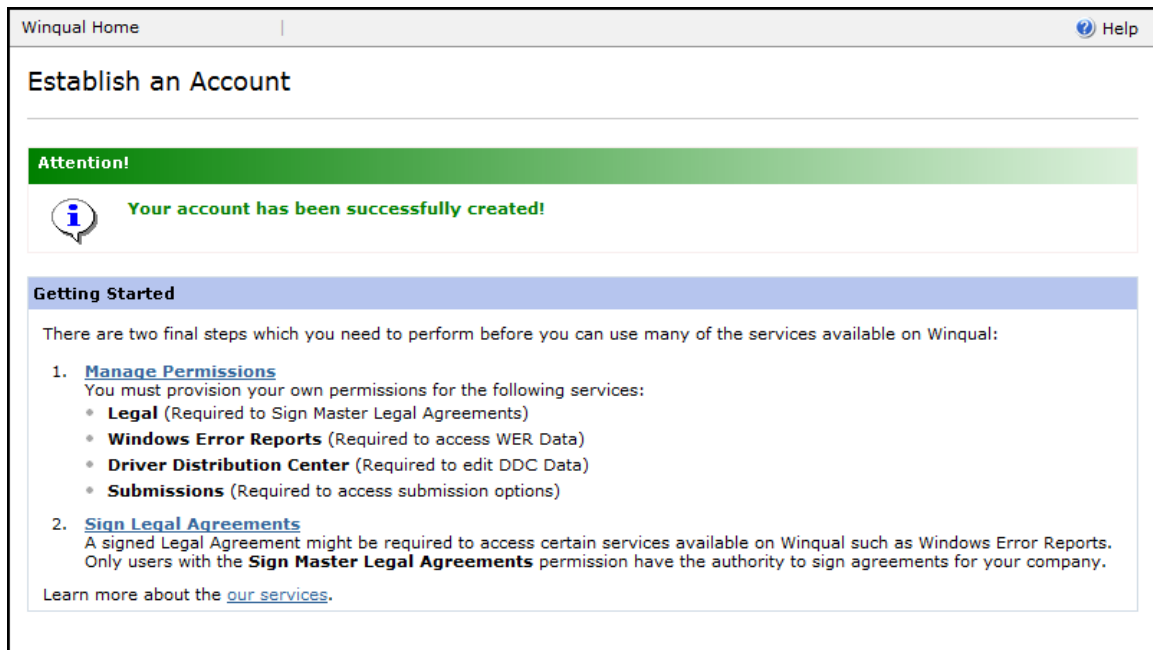 Winqual Home | Help
Establish an Account
Attention!
Your account has been successfully created!
Getting Started
There are two final steps which you need to perform before you can use many of the services available on Winqual:
1. Manage Permissions
You must provision your own permissions for the following services:
• Legal (Required to Sign Master Legal Agreements)
• Windows Error Reports (Required to access WER Data)
• Driver Distribution Center (Required to edit DDC Data)
• Submissions (Required to access submission options)
2. Sign Legal Agreements
A signed Legal Agreement might be required to access certain services available on Winqual such as Windows Error Reports.
Only users with the Sign Master Legal Agreements permission have the authority to sign agreements for your company.
Learn more about the our services.